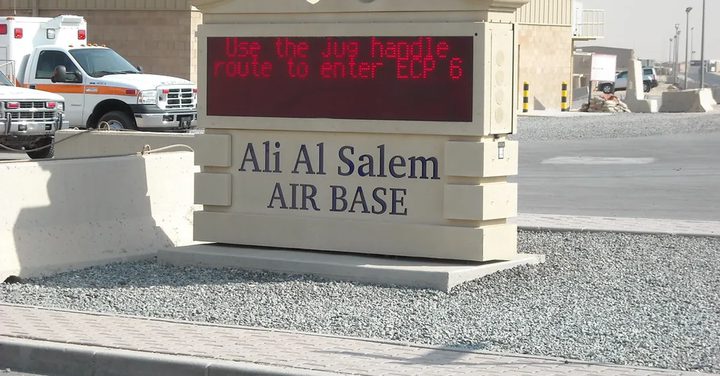 Use the jug handle
route to enter ECP 6
Ali Al Salem
AIR BASE